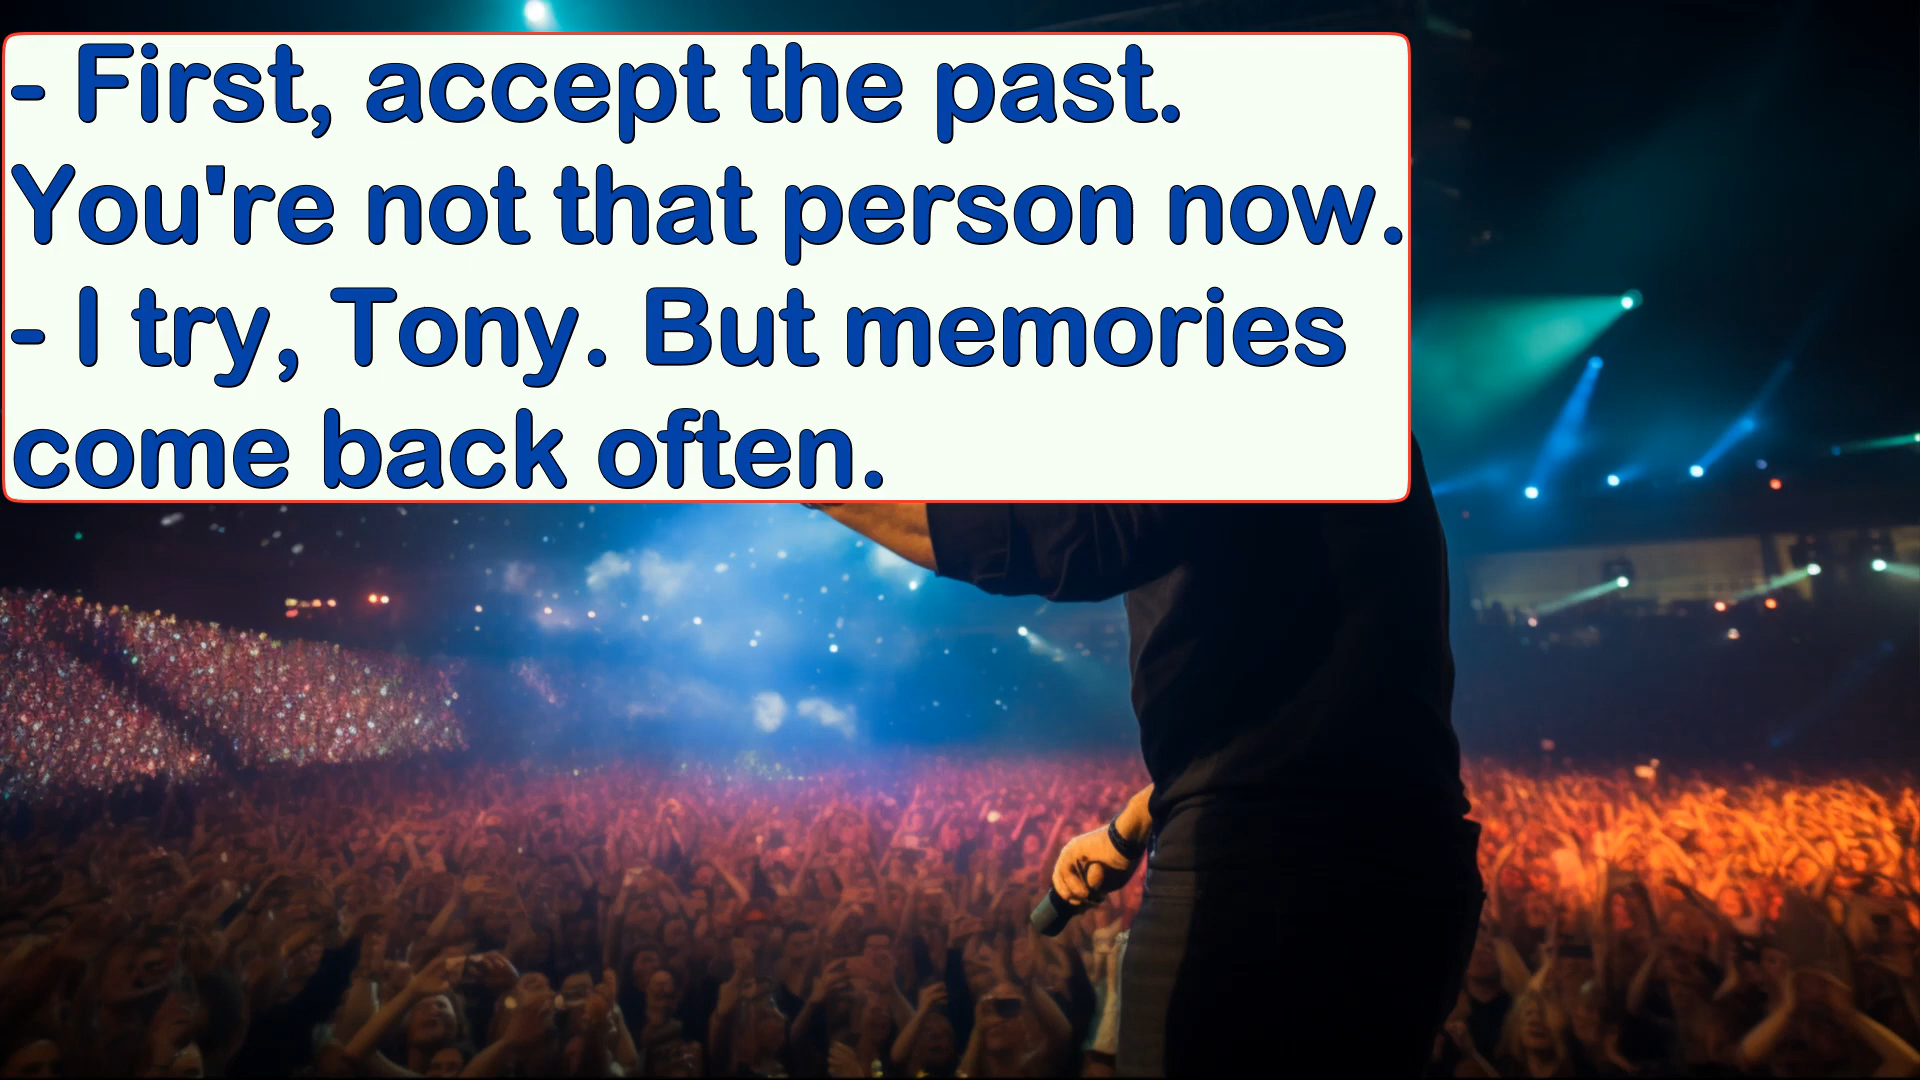 - First, accept the past.
You're not that person now.
- I try, Tony. But memories
come back often.